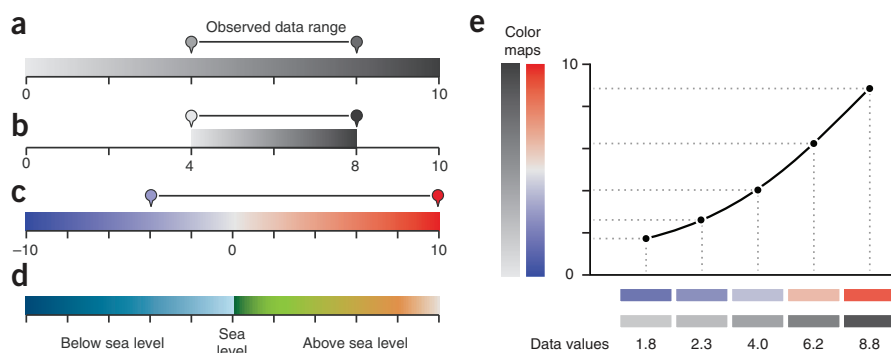 a
Observed data range
0 10
b
0 4 8 10
c
−10 0 10
d
Below sea level Sea level Above sea level
e
Color
maps
10
0
Data values 1.8 2.3 4.0 6.2 8.8